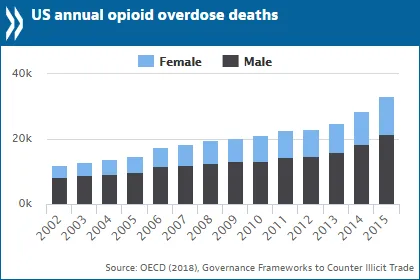 US annual opioid overdose deaths
Female Male
40k
20k
0k
2002 2003 2004 2005 2006 2007 2008 2009 2010 2011 2012 2013 2014 2015
Source: OECD (2018), Governance Frameworks to Counter Illicit Trade